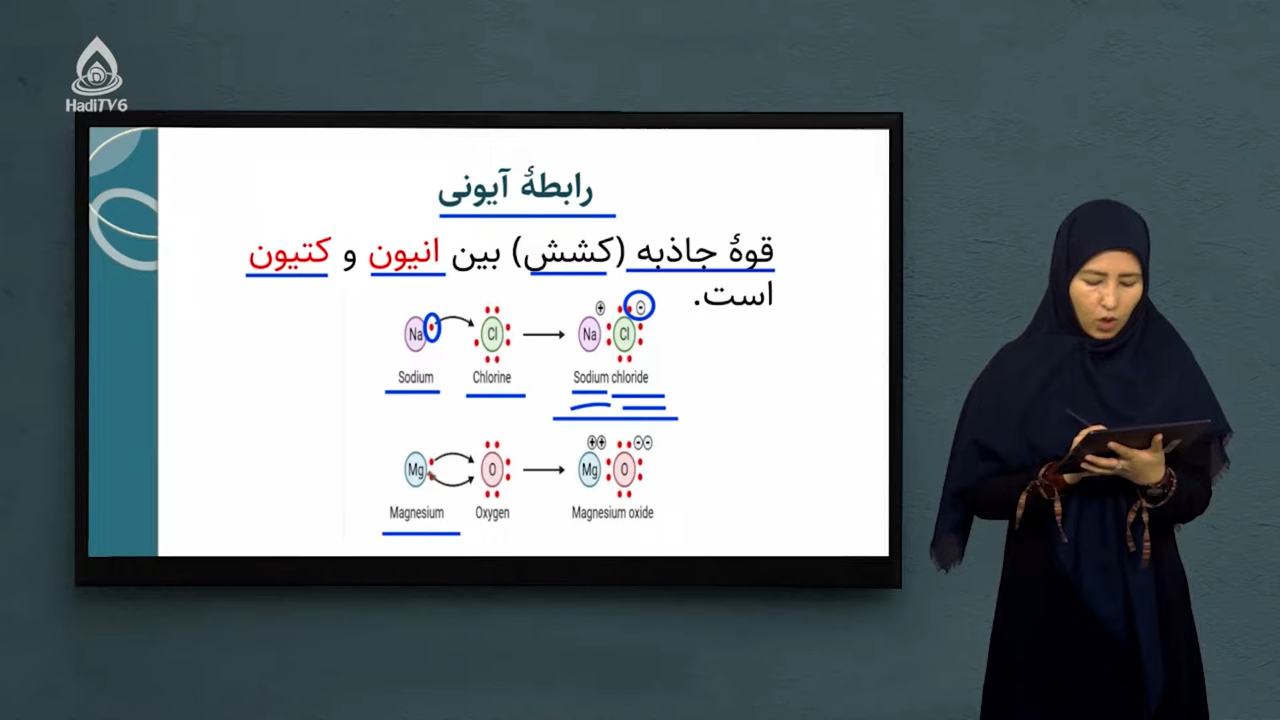 HadiTV6
رابطهٔ آیونی
قوهٔ جاذبه (کشش) بین انیون و کتیون
است.
Na Cl Na + Cl -
Sodium Chlorine Sodium chloride
Mg O Mg ++ O --
Magnesium Oxygen Magnesium oxide